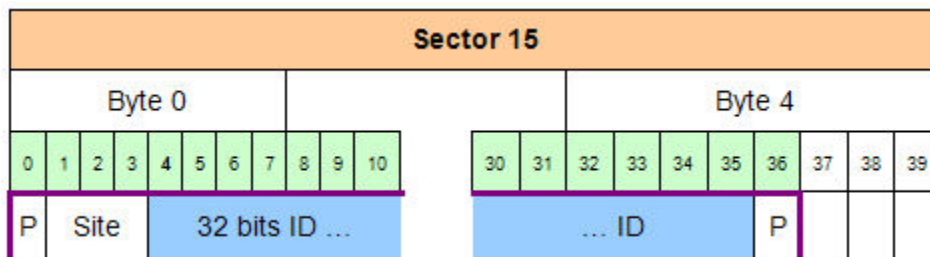 Sector 15
Byte 0 Byte 4
0 1 2 3 4 5 6 7 8 9 10 30 31 32 33 34 35 36 37 38 39
P Site 32 bits ID ... ... ID P